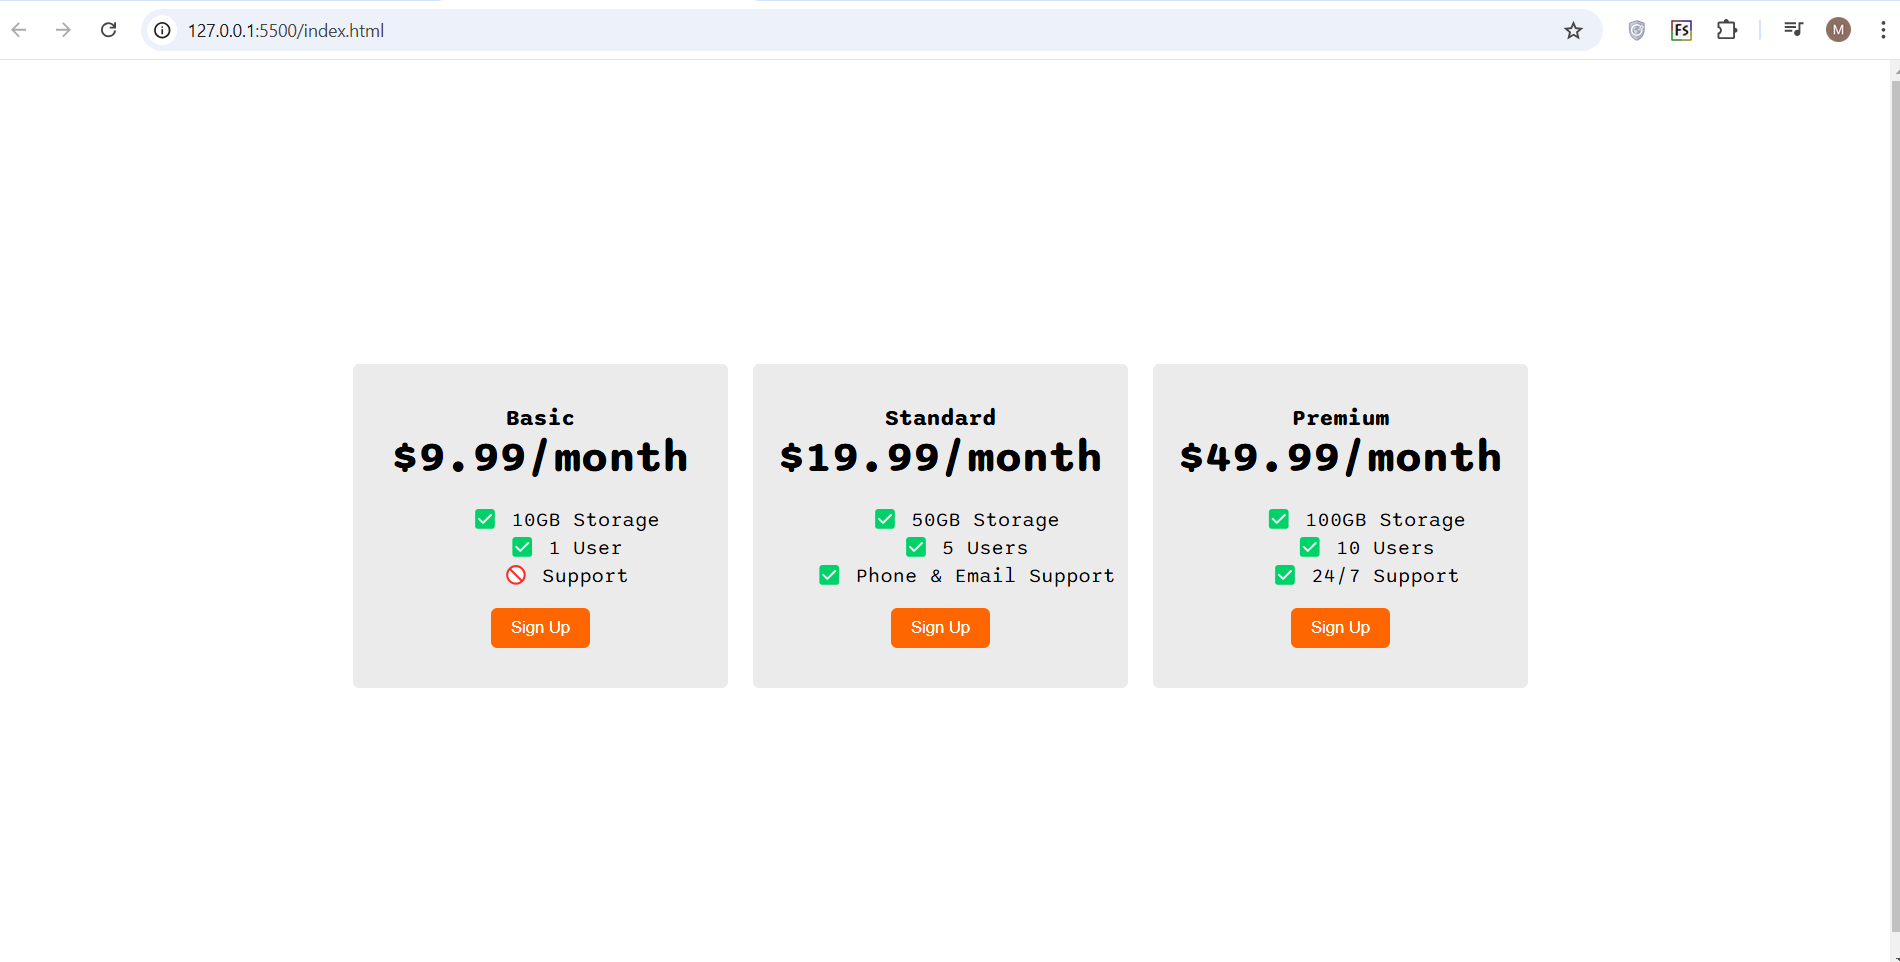 127.0.0.1:5500/index.html
FS
M
Basic
$9.99/month
✅ 10GB Storage
✅ 1 User
🚫 Support
Sign Up
Standard
$19.99/month
✅ 50GB Storage
✅ 5 Users
✅ Phone & Email Support
Sign Up
Premium
$49.99/month
✅ 100GB Storage
✅ 10 Users
✅ 24/7 Support
Sign Up